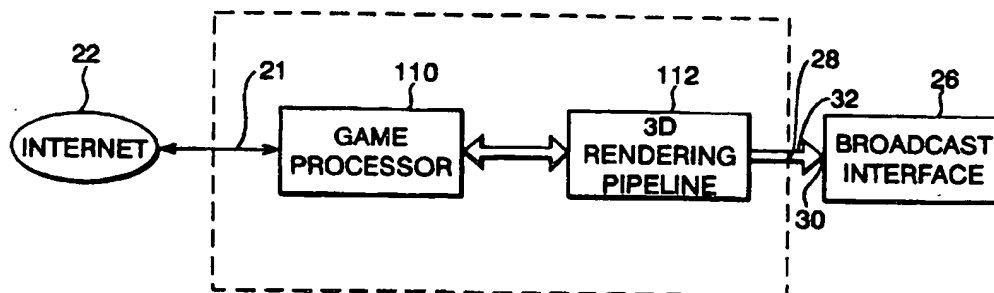 22
21
110
112
28
32
26
INTERNET
GAME
PROCESSOR
3D
RENDERING
PIPELINE
BROADCAST
INTERFACE
30